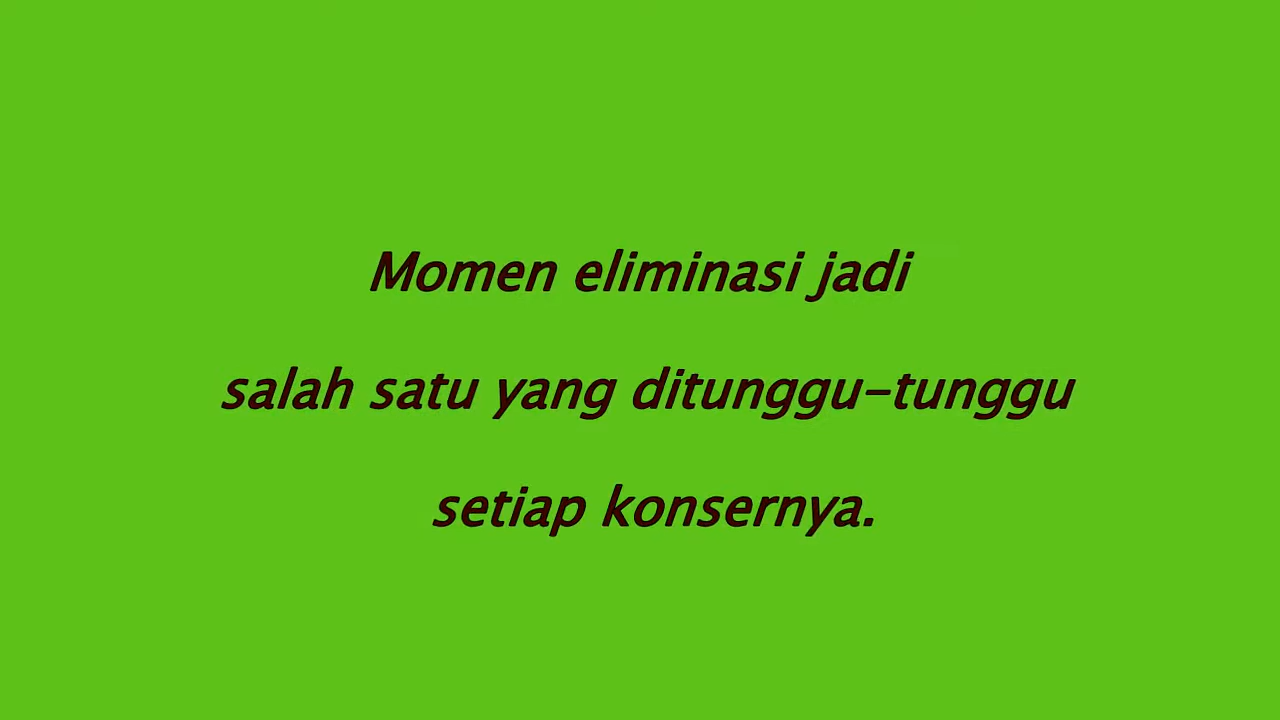 Momen eliminasi jadi
salah satu yang ditunggu-tunggu
setiap konsernya.